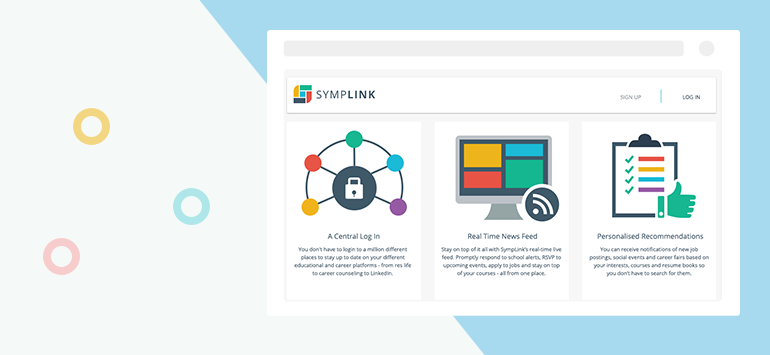 SYMPLINK
SIGN UP
LOG IN
A Central Log In
You don't have to login to a million different
places to stay up to date on your different
educational and career platforms - from res life
to career counseling to LinkedIn.
Real Time News Feed
Stay on top of it all with SympLink's real-time live
feed. Promptly respond to school alerts, RSVP to
upcoming events, apply to jobs and stay on top
of your courses - all from one place.
Personalised Recommendations
You can receive notifications of new job
postings, social events and career fairs based on
your interests, courses and resume books so
you don't have to search for them.